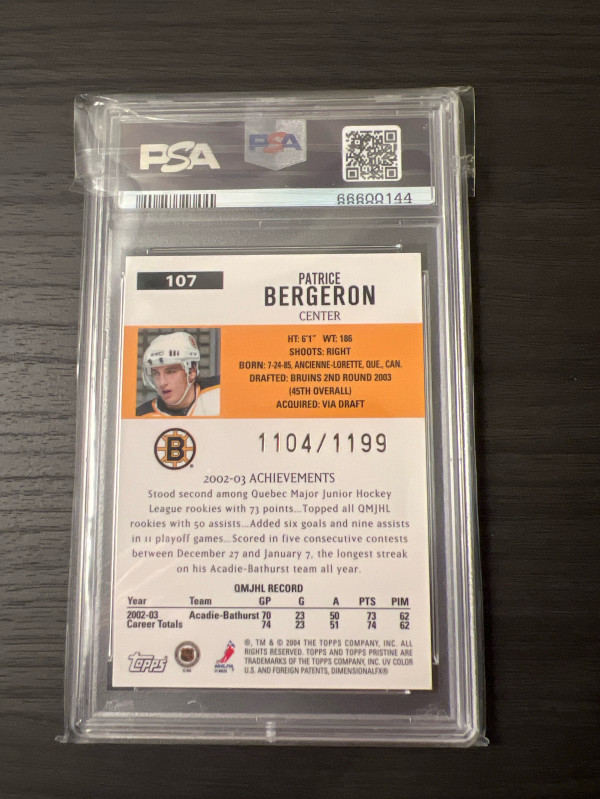 PSA
PSA
66600144
107
PATRICE
BERGERON
CENTER
HT: 6'1" WT: 186
SHOOTS: RIGHT
BORN: 7-24-85, ANCIENNE-LORETTE, QUE., CAN.
DRAFTED: BRUINS 2ND ROUND 2003
(45TH OVERALL)
ACQUIRED: VIA DRAFT
B
1104/1199
2002-03 ACHIEVEMENTS
Stood second among Quebec Major Junior Hockey
League rookies with 73 points...Topped all QMJHL
rookies with 50 assists...Added six goals and nine assists
in 11 playoff games...Scored in five consecutive contests
between December 27 and January 7, the longest streak
on his Acadie-Bathurst team all year.
QMJHL RECORD
Year Team GP G A PTS PIM
2002-03 Acadie-Bathurst 70 23 50 73 62
Career Totals 74 23 51 74 62
®, TM & © 2004 THE TOPPS COMPANY, INC. ALL
RIGHTS RESERVED. TOPPS AND TOPPS PRISTINE ARE
TRADEMARKS OF THE TOPPS COMPANY, INC. UV COLOR
U.S. AND FOREIGN PATENTS, DIMENSIONALFX®
topps
NHLPA